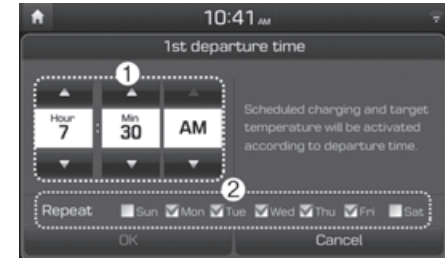 10:41 AM
1st departure time
1
Hour Min
7 : 30 AM
Scheduled charging and target
temperature will be activated
according to departure time.
2
Repeat Sun Mon Tue Wed Thu Fri Sat
OK Cancel